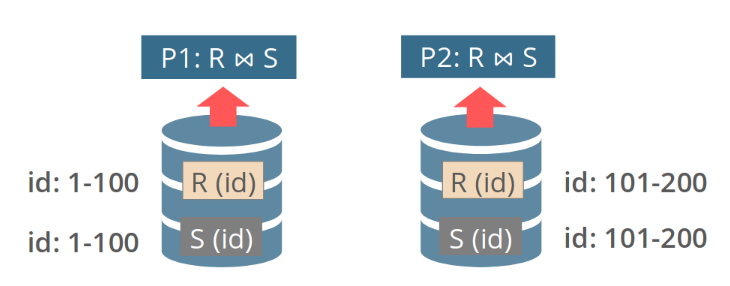 P1: R ⋈ S
P2: R ⋈ S
id: 1-100
R (id)
R (id)
id: 101-200
id: 1-100
S (id)
S (id)
id: 101-200